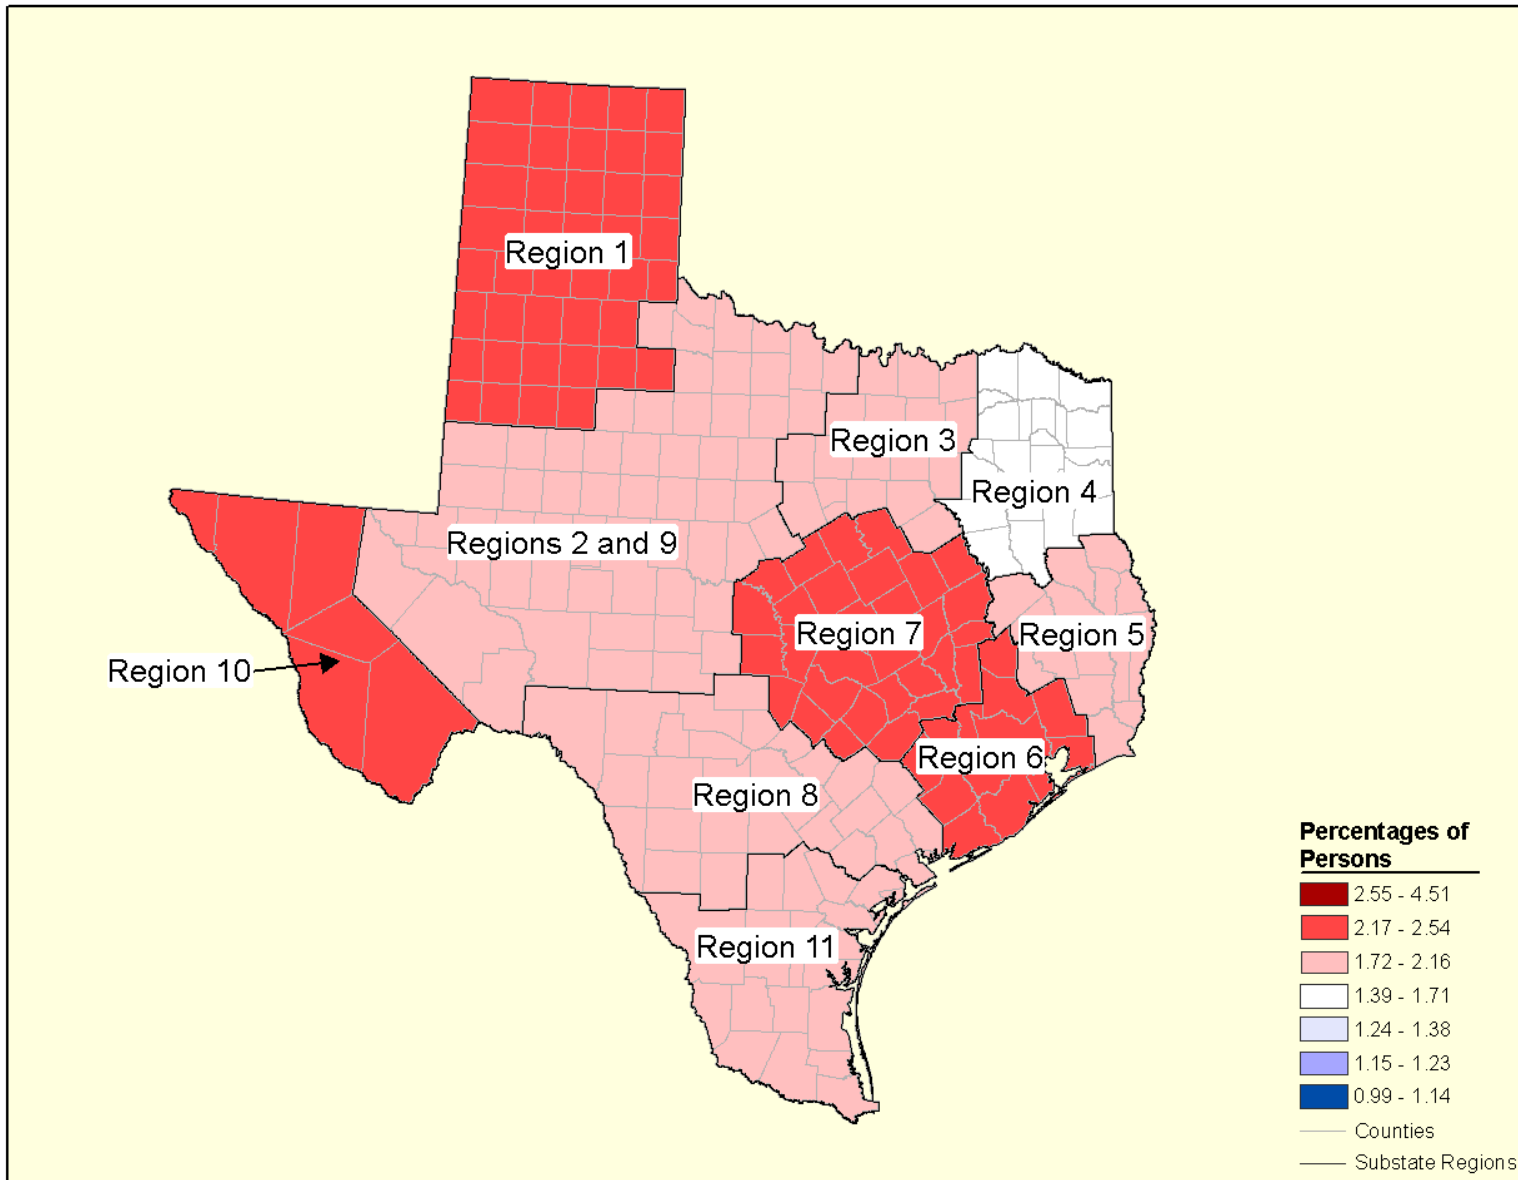 Region 1
Region 3
Region 4
Regions 2 and 9
Region 7
Region 5
Region 10
Region 6
Region 8
Region 11
Percentages of
Persons
2.55 - 4.51
2.17 - 2.54
1.72 - 2.16
1.39 - 1.71
1.24 - 1.38
1.15 - 1.23
0.99 - 1.14
Counties
Substate Regions